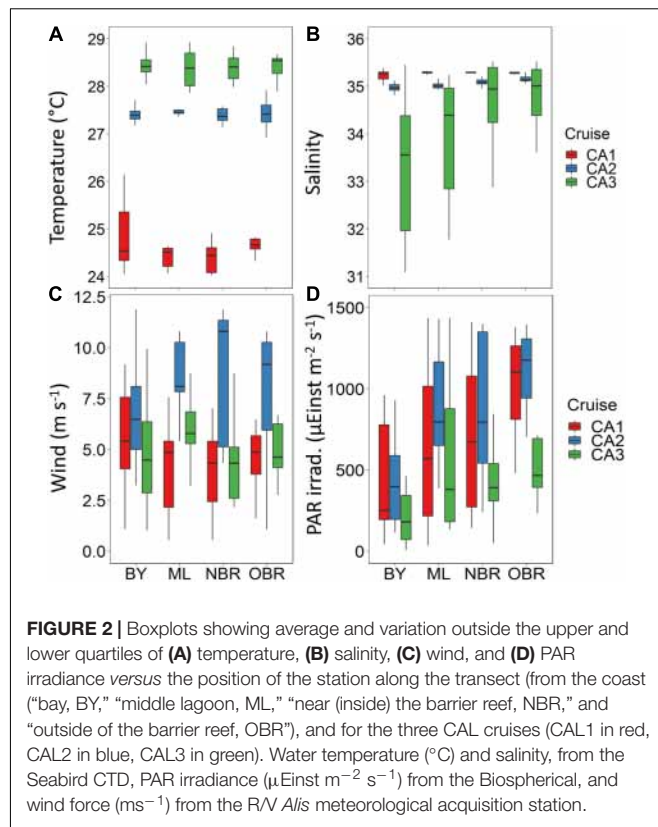 A
B
29
28
27
26
25
24
Temperature (°C)
36
35
34
33
32
31
Salinity
Cruise
CA1
CA2
CA3
C
D
12.5
10.0
7.5
5.0
2.5
0.0
Wind (m s⁻¹)
BY ML NBR OBR
1500
1000
500
0
PAR irrad. (µEinst m⁻² s⁻¹)
BY ML NBR OBR
Cruise
CA1
CA2
CA3
FIGURE 2 | Boxplots showing average and variation outside the upper and
lower quartiles of (A) temperature, (B) salinity, (C) wind, and (D) PAR
irradiance versus the position of the station along the transect (from the coast
("bay, BY," "middle lagoon, ML," "near (inside) the barrier reef, NBR," and
"outside of the barrier reef, OBR"), and for the three CAL cruises (CAL1 in red,
CAL2 in blue, CAL3 in green). Water temperature (°C) and salinity, from the
Seabird CTD, PAR irradiance (µEinst m⁻² s⁻¹) from the Biospherical, and
wind force (ms⁻¹) from the R/V Alis meteorological acquisition station.